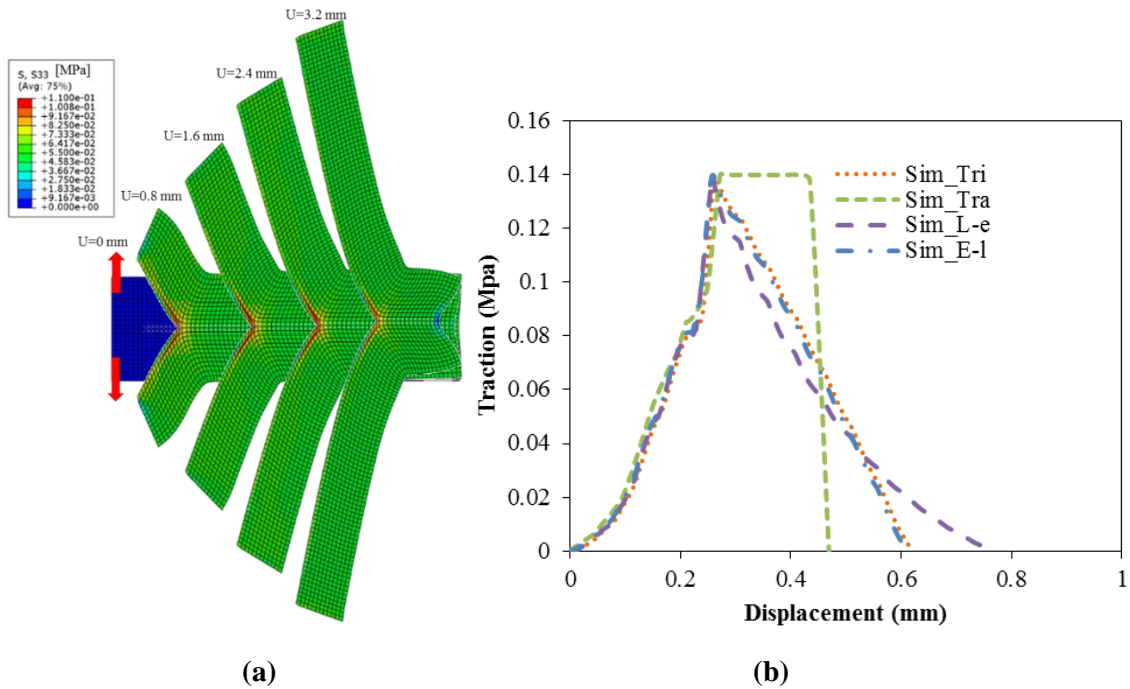 U=3.2 mm
U=2.4 mm
U=1.6 mm
U=0.8 mm
U=0 mm
S, S33 [MPa]
(Avg: 75%)
+1.100e-01
+1.008e-01
+9.167e-02
+8.250e-02
+7.333e-02
+6.417e-02
+5.500e-02
+4.583e-02
+3.667e-02
+2.750e-02
+1.833e-02
+9.167e-03
+0.000e+00
Traction (Mpa)
0.16
0.14
0.12
0.1
0.08
0.06
0.04
0.02
0
Sim_Tri
Sim_Tra
Sim_L-e
Sim_E-l
0 0.2 0.4 0.6 0.8 1
Displacement (mm)
(a) (b)